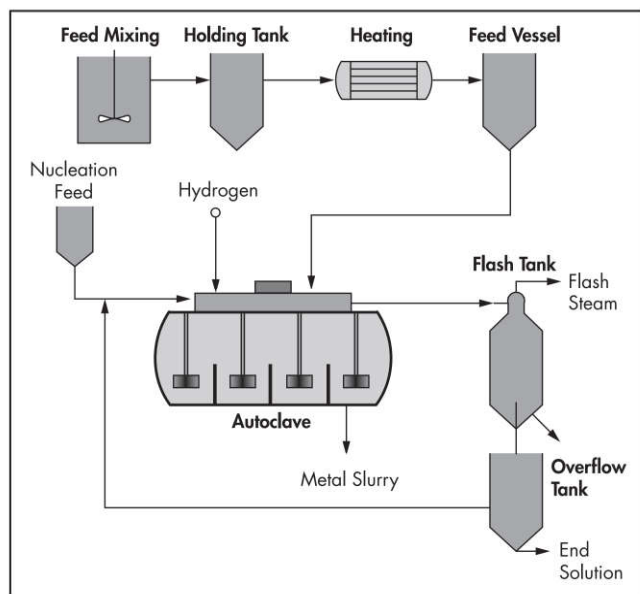 Feed Mixing
Holding Tank
Heating
Feed Vessel
Nucleation
Feed
Hydrogen
Flash Tank
Flash
Steam
Autoclave
Metal Slurry
Overflow
Tank
End
Solution